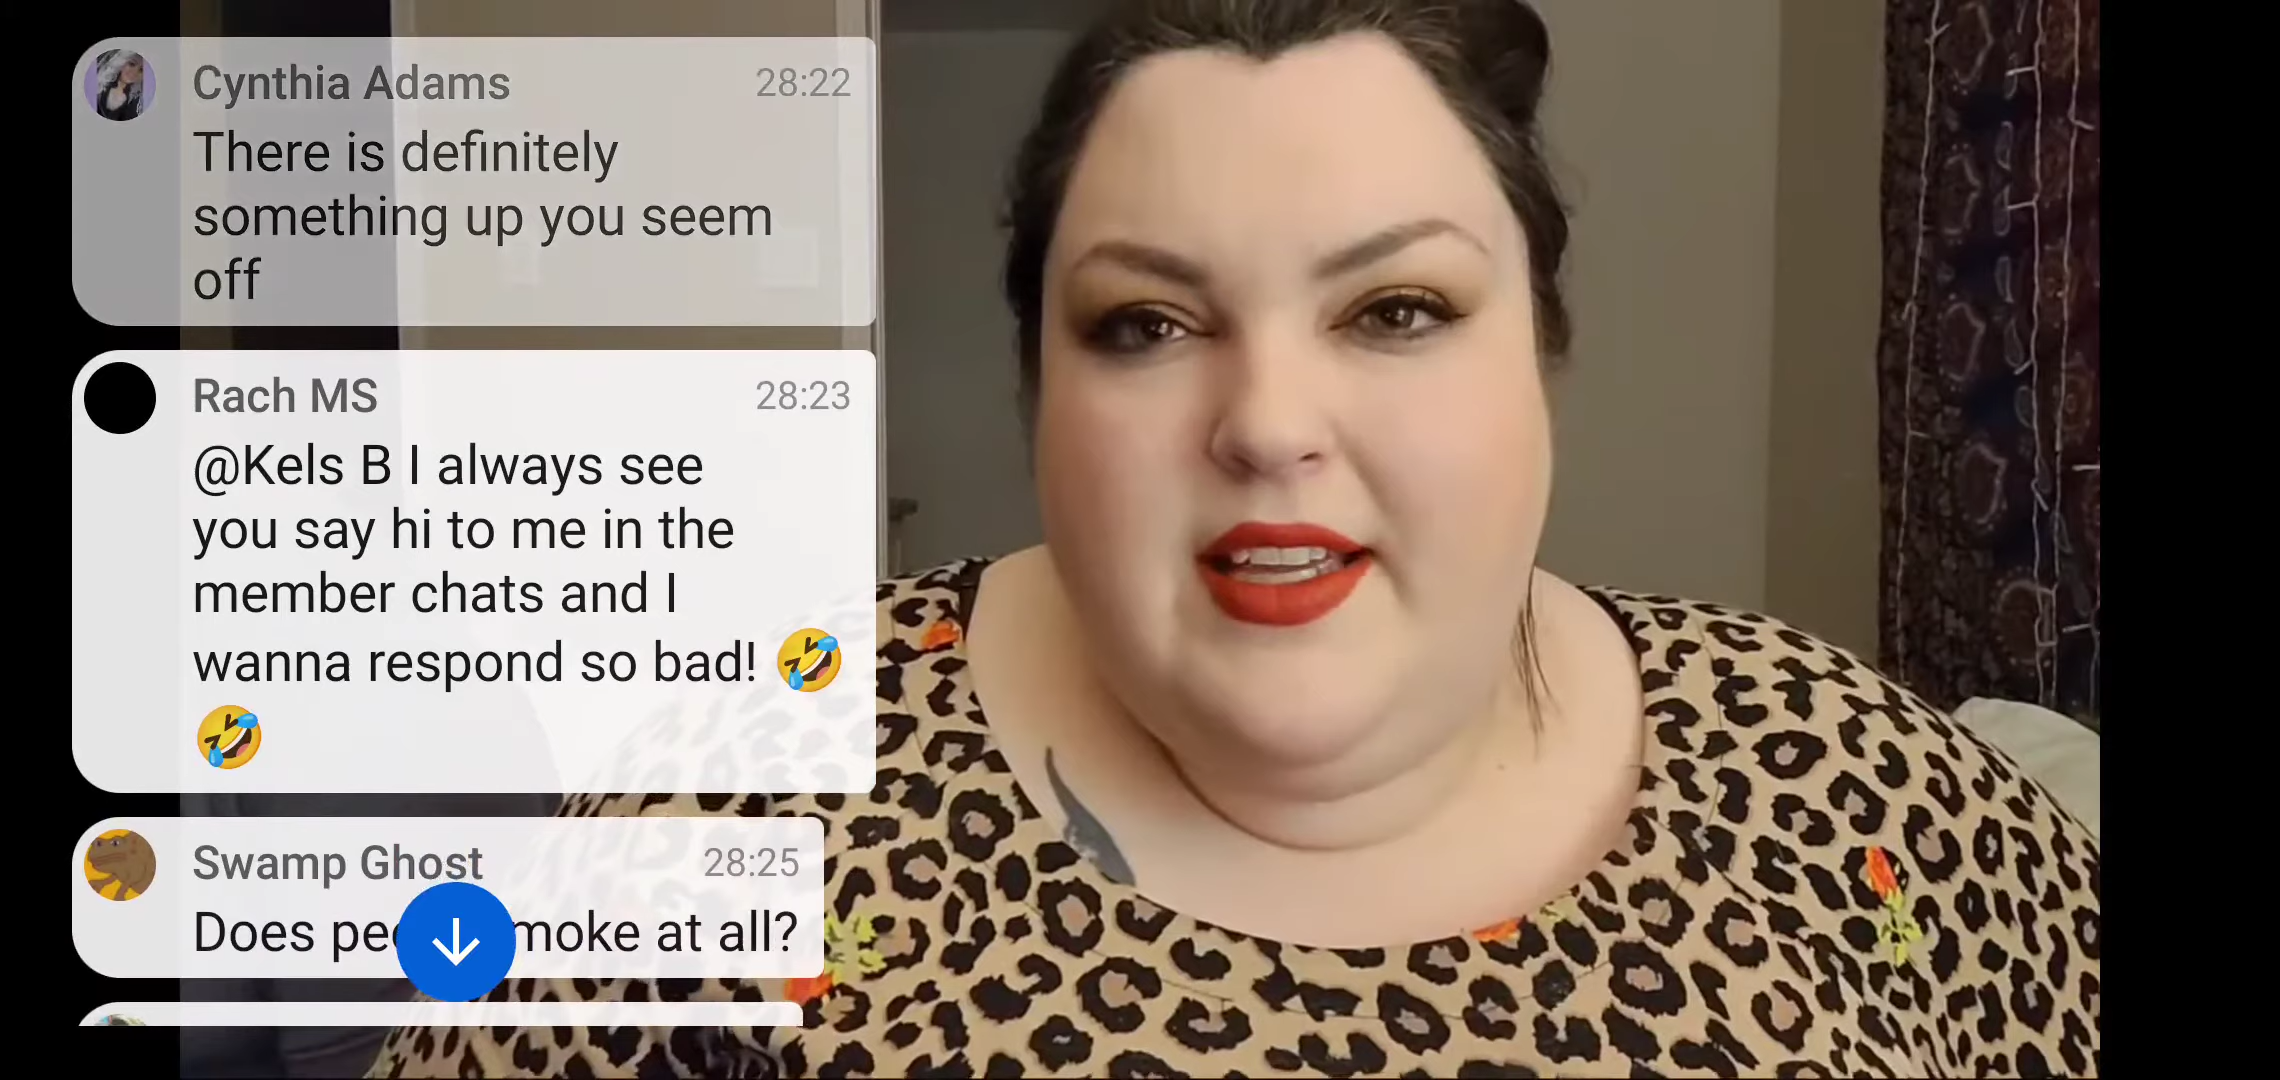 Cynthia Adams 28:22
There is definitely
something up you seem
off
Rach MS 28:23
@Kels B I always see
you say hi to me in the
member chats and I
wanna respond so bad! 🤣
🤣
Swamp Ghost 28:25
Does at all?